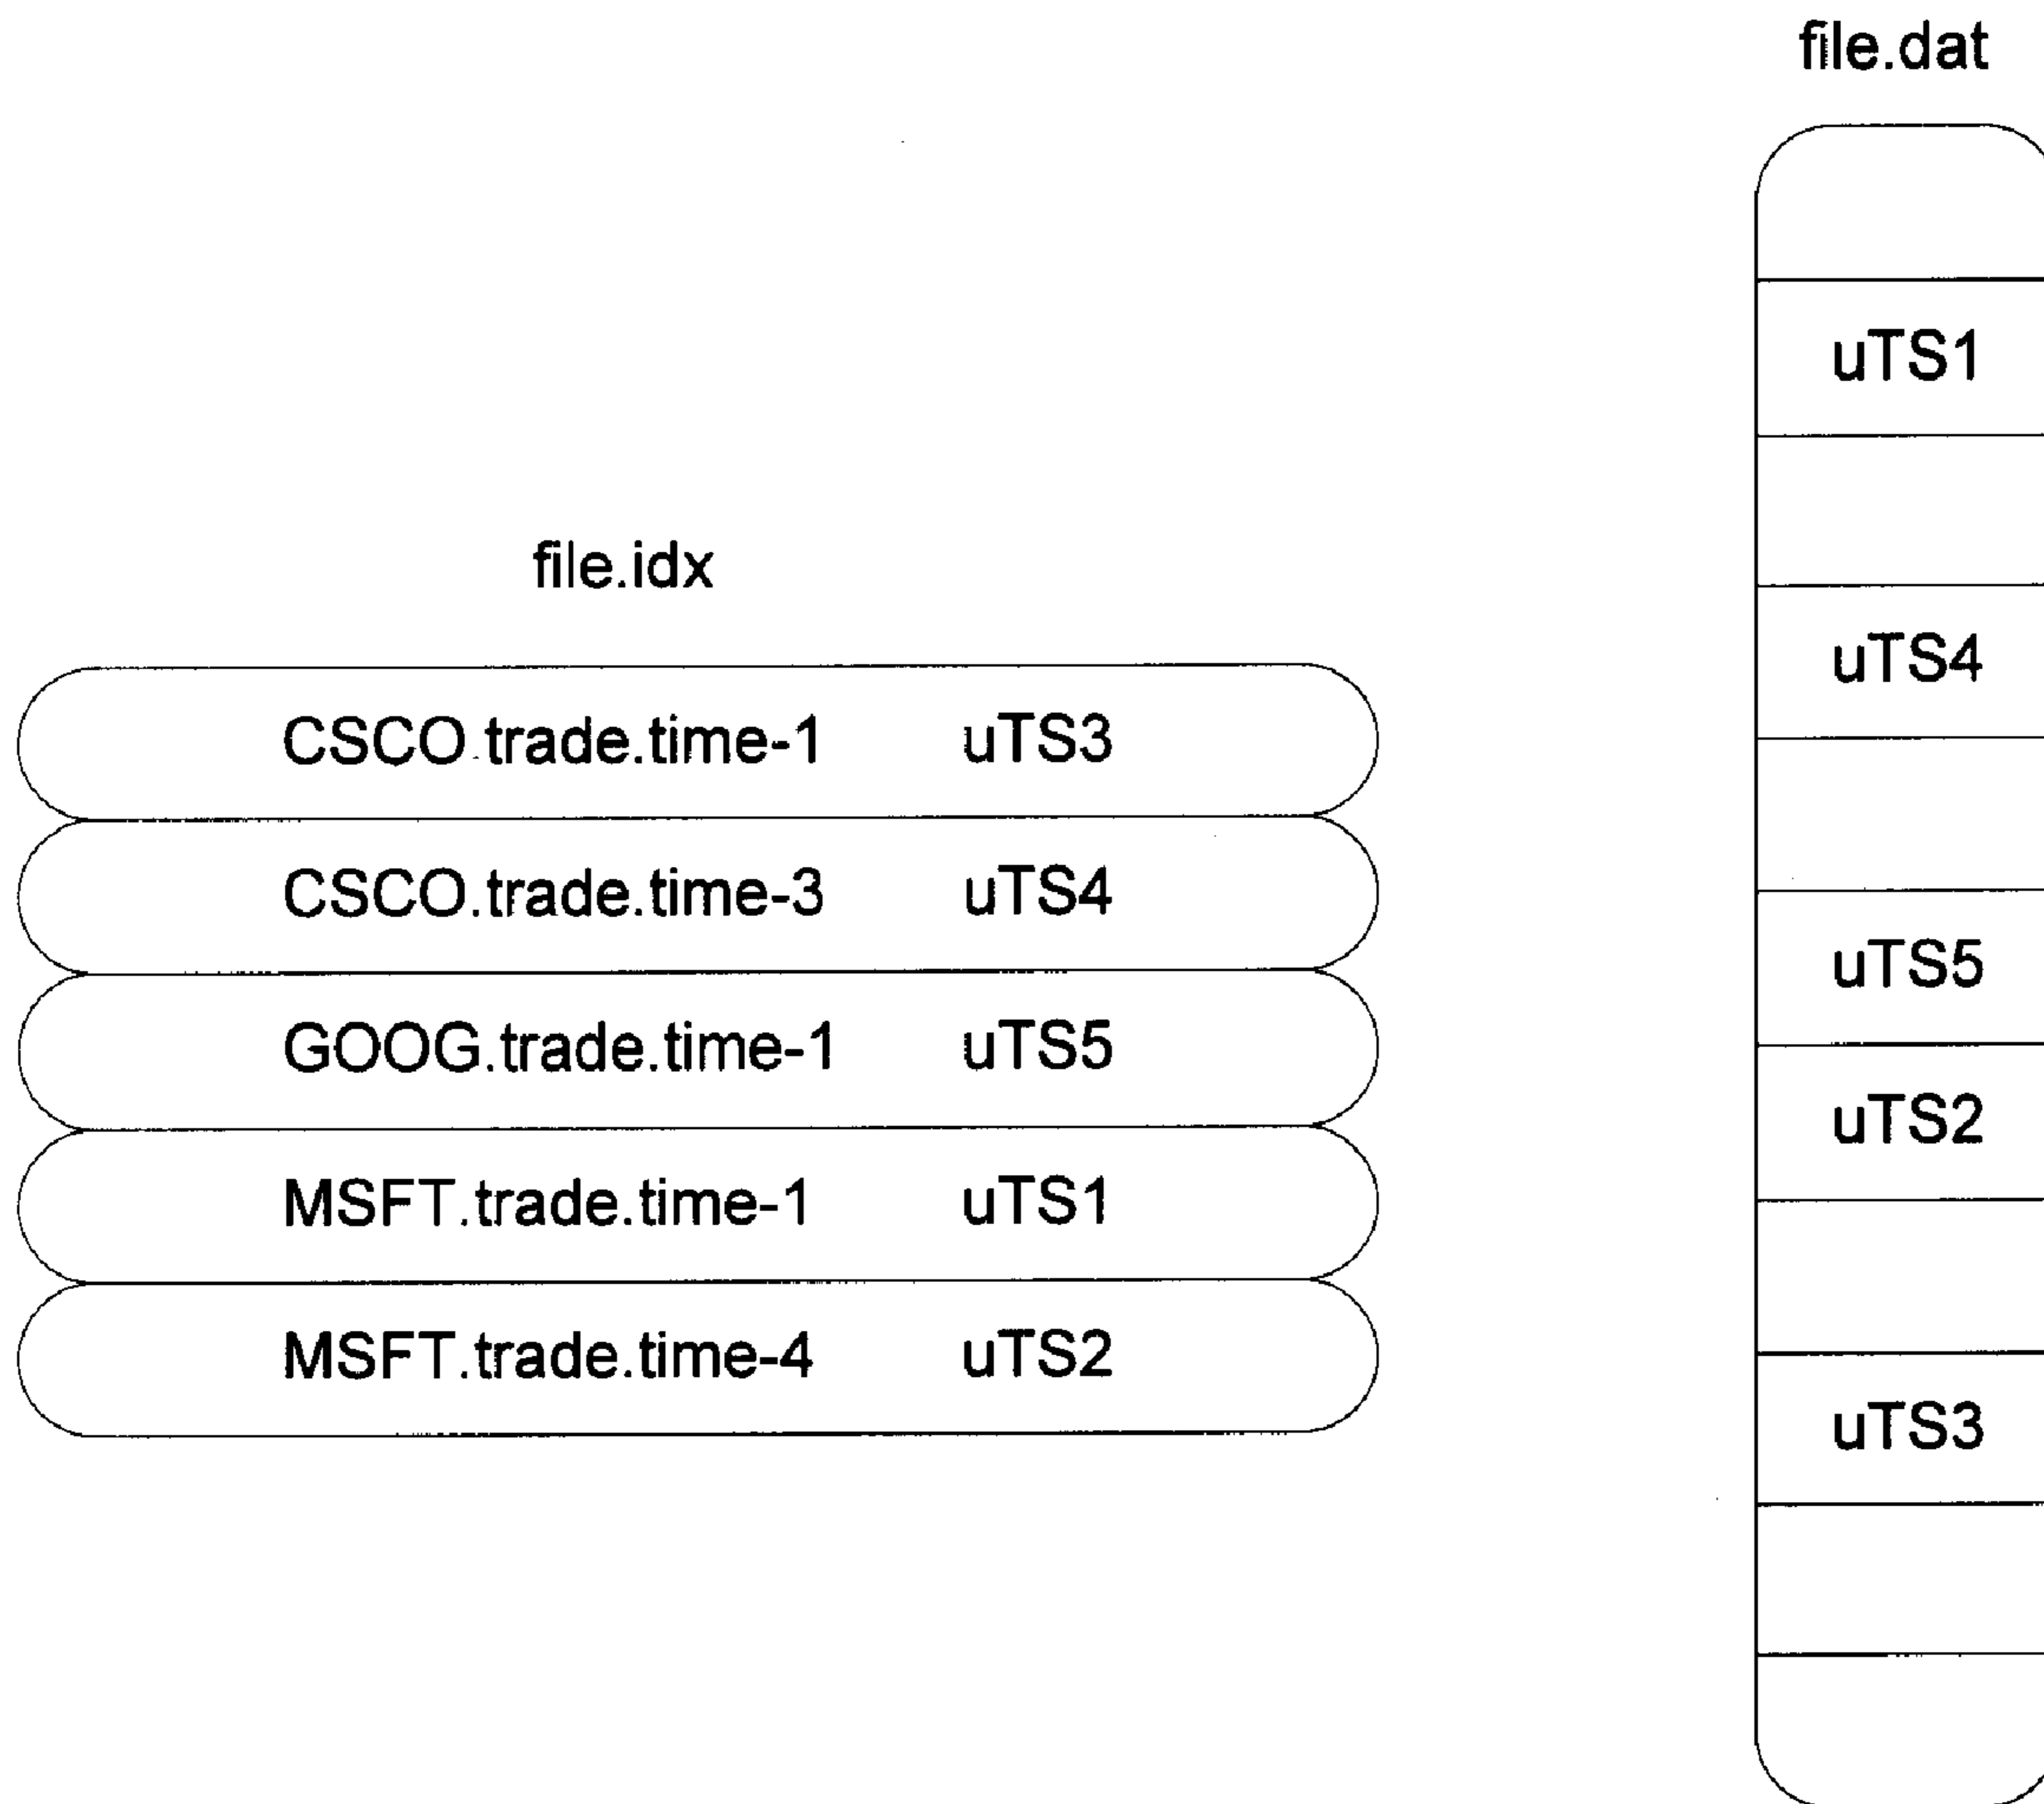 file.dat
uTS1
uTS4
uTS5
uTS2
uTS3
file.idx
CSCO.trade.time-1 uTS3
CSCO.trade.time-3 uTS4
GOOG.trade.time-1 uTS5
MSFT.trade.time-1 uTS1
MSFT.trade.time-4 uTS2